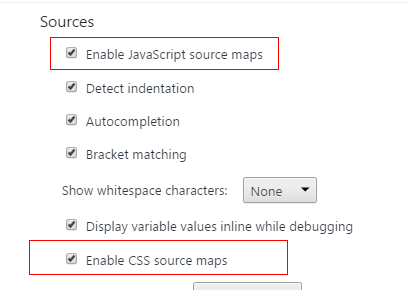 Sources
Enable JavaScript source maps
Detect indentation
Autocompletion
Bracket matching
Show whitespace characters: None
Display variable values inline while debugging
Enable CSS source maps